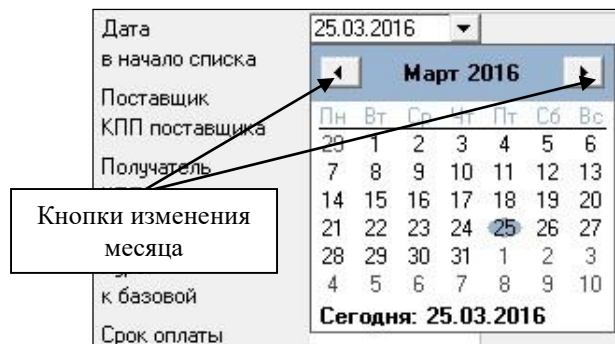 Дата
25.03.2016
в начало списка
Март 2016
Поставщик
КПП поставщика
Пн Вт Ср Чт Пт Сб Вс
29 1 2 3 4 5 6
Получатель
7 8 9 10 11 12 13
14 15 16 17 18 19 20
Кнопки изменения
месяца
21 22 23 24 25 26 27
28 29 30 31 1 2 3
к базовой
4 5 6 7 8 9 10
Сегодня: 25.03.2016
Срок оплаты